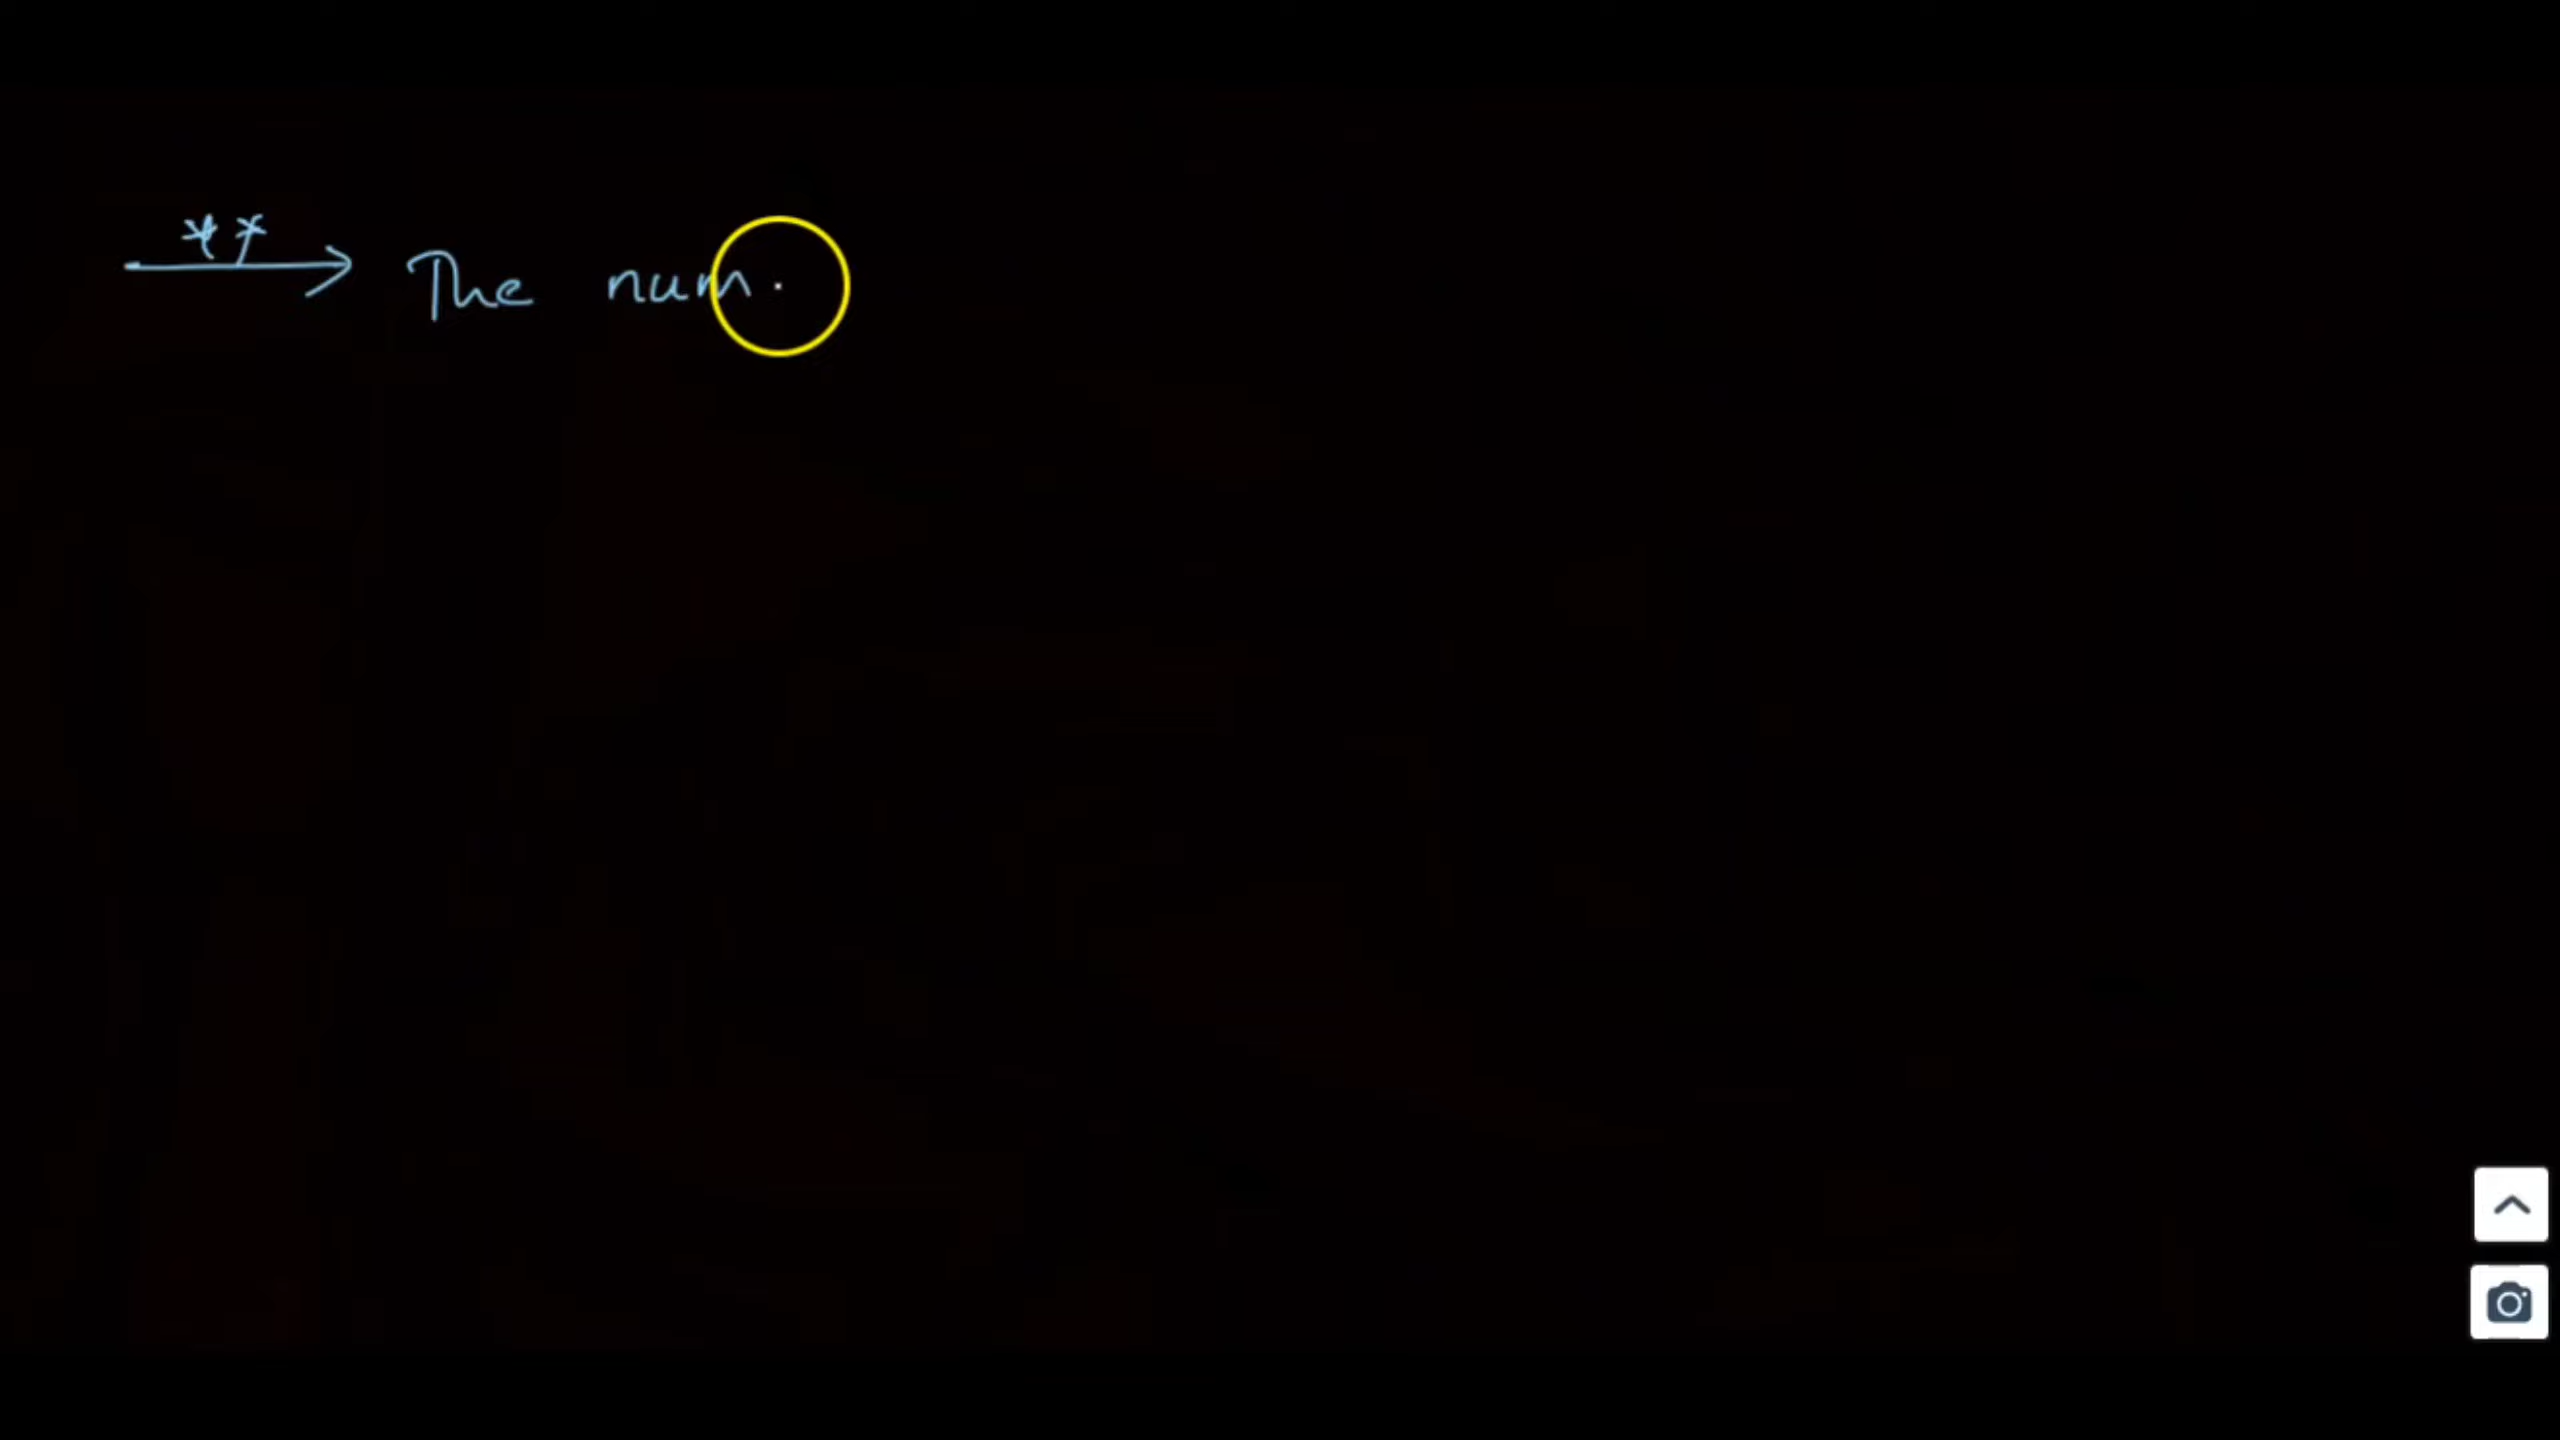 ** → The num